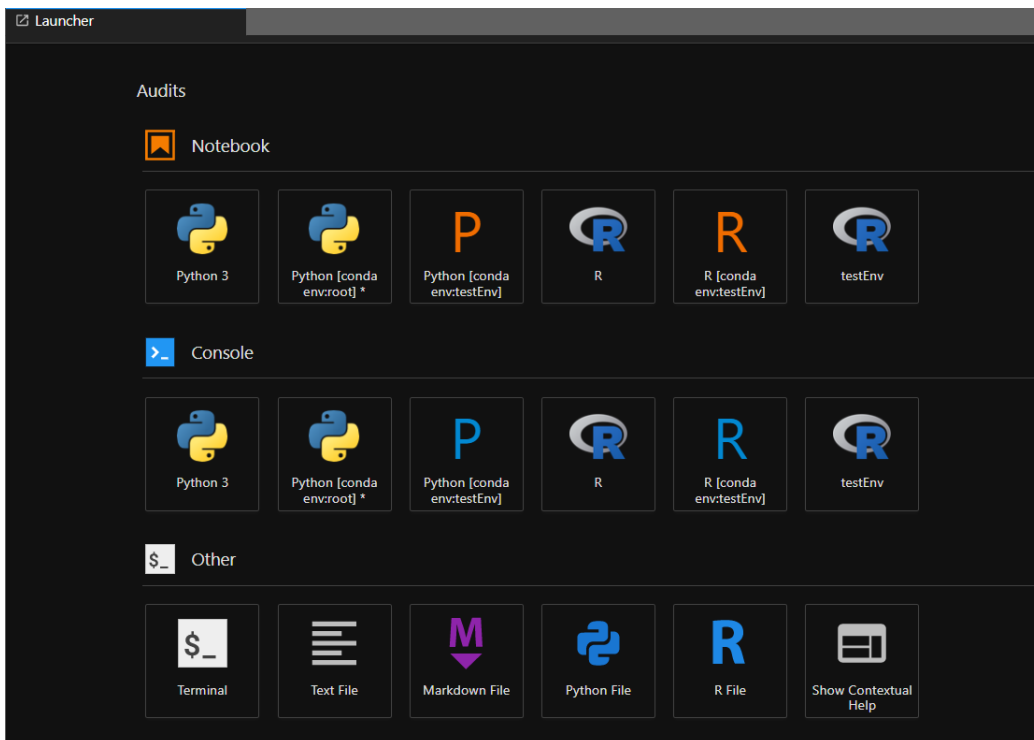 Launcher
Audits
Notebook
P
R
R
R
Python 3
Python [conda
env:root] *
Python [conda
env:testEnv]
R
R [conda
env:testEnv]
testEnv
>_ Console
P
R
R
R
Python 3
Python [conda
env:root] *
Python [conda
env:testEnv]
R
R [conda
env:testEnv]
testEnv
$_ Other
$_
M
R
Terminal
Text File
Markdown File
Python File
R File
Show Contextual
Help